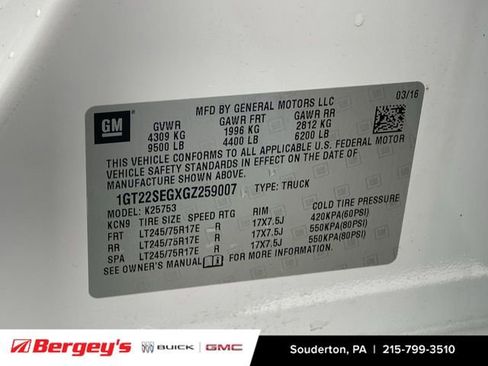 03/16
MFD BY GENERAL MOTORS LLC
GM
GVWR GAWR FRT GAWR RR
4309 KG 1996 KG 2812 KG
9500 LB 4400 LB 6200 LB
THIS VEHICLE CONFORMS TO ALL APPLICABLE U.S. FEDERAL MOTOR
VEHICLE SAFETY STANDARDS IN EFFECT ON THE DATE OF
MANUFACTURE SHOWN ABOVE.
1GT22SEGXGZ259007 TYPE: TRUCK
MODEL: K25753
KCN9 TIRE SIZE SPEED RTG RIM COLD TIRE PRESSURE
FRT LT245/75R17E R 17X7.5J 420KPA(60PSI)
RR LT245/75R17E R 17X7.5J 550KPA(80PSI)
SPA LT245/75R17E R 17X7.5J 550KPA(80PSI)
SEE OWNER'S MANUAL FOR MORE INFORMATION.
Bergey's BUICK GMC Souderton, PA | 215-799-3510